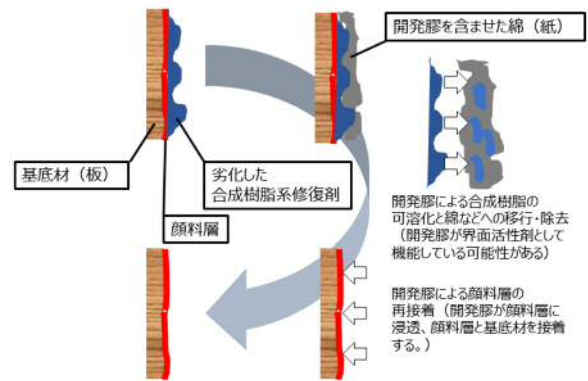 開発膠を含ませた綿（紙）
基底材（板）
劣化した
合成樹脂系修復剤
顔料層
開発膠による合成樹脂の
可溶化と綿などへの移行・除去
（開発膠が界面活性剤として
機能している可能性がある）
開発膠による顔料層の
再接着（開発膠が顔料層に
浸透、顔料層と基底材を接着
する。）